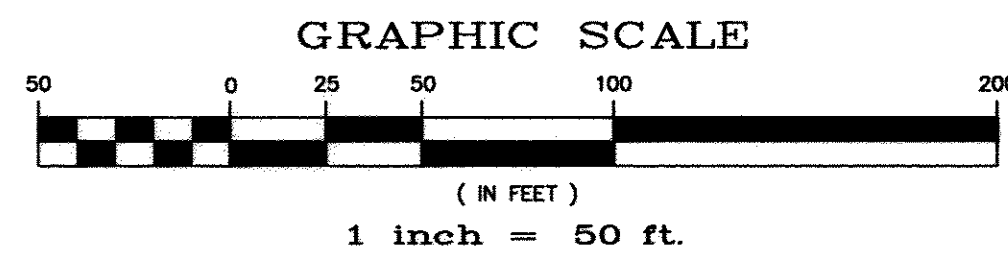 GRAPHIC SCALE
50 0 25 50 100 200
( IN FEET )
1 inch = 50 ft.